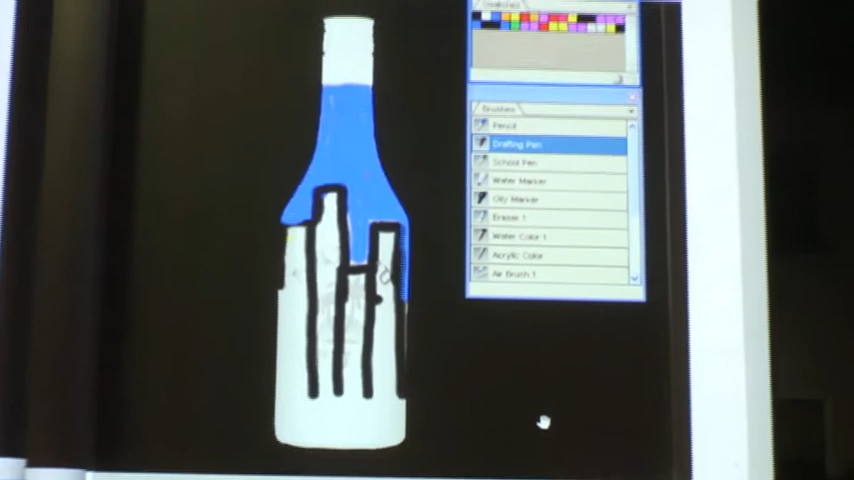 Swatches
Brushes
Pencil
Drafting Pen
School Pen
Water Marker
Oily Marker
Eraser 1
Water Color 1
Acrylic Color
Air Brush 1